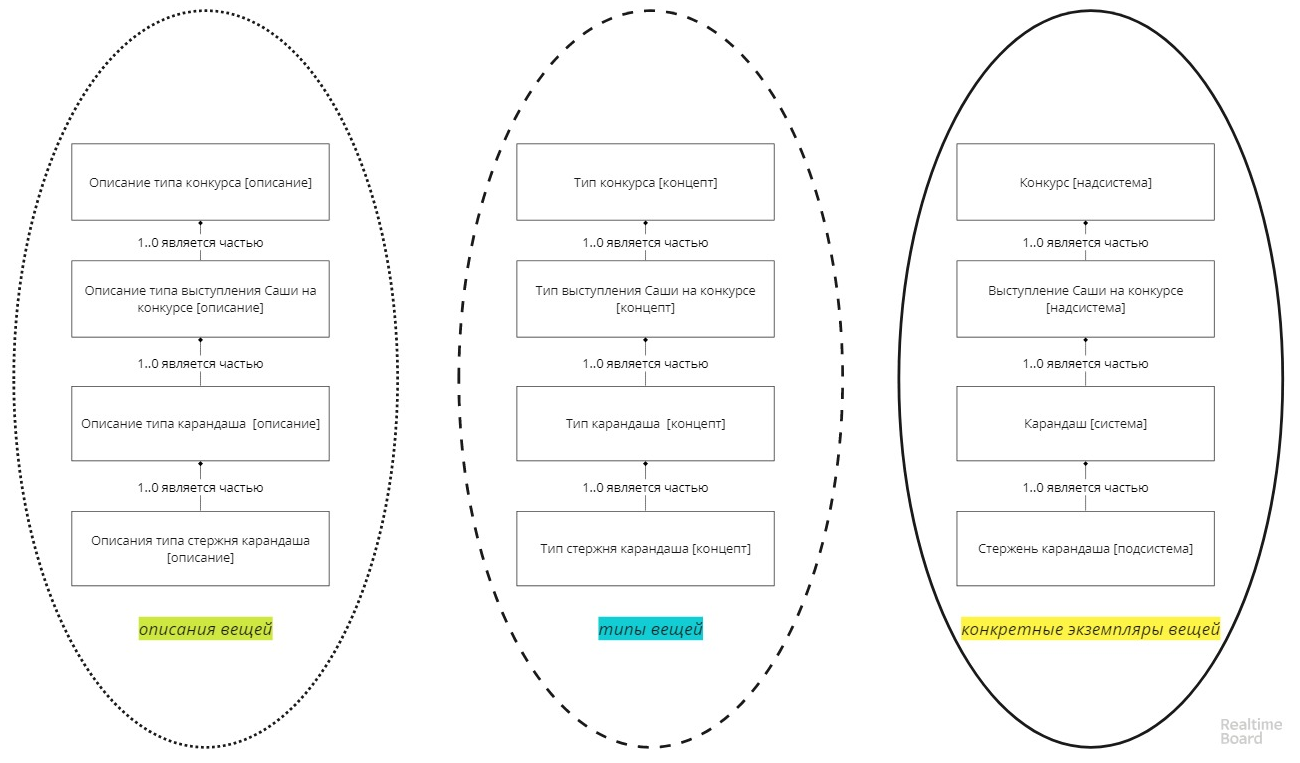 Описание типа конкурса [описание]
1..0 является частью
Описание типа выступления Саши на
конкурсе [описание]
1..0 является частью
Описание типа карандаша [описание]
1..0 является частью
Описания типа стержня карандаша
[описание]
описания вещей
Тип конкурса [концепт]
1..0 является частью
Тип выступления Саши на конкурсе
[концепт]
1..0 является частью
Тип карандаша [концепт]
1..0 является частью
Тип стержня карандаша [концепт]
типы вещей
Конкурс [надсистема]
1..0 является частью
Выступление Саши на конкурсе
[надсистема]
1..0 является частью
Карандаш [система]
1..0 является частью
Стержень карандаша [подсистема]
конкретные экземпляры вещей
Realtime
Board